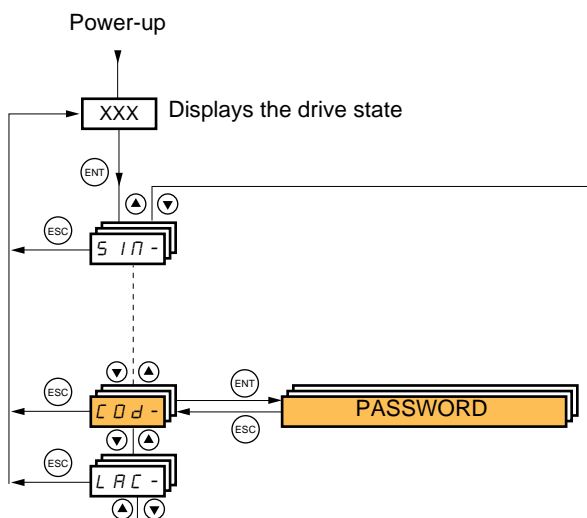 Power-up
XXX Displays the drive state
ENT
ESC
SIM-
ESC
COd-
ENT
PASSWORD
ESC
ESC
LAC-